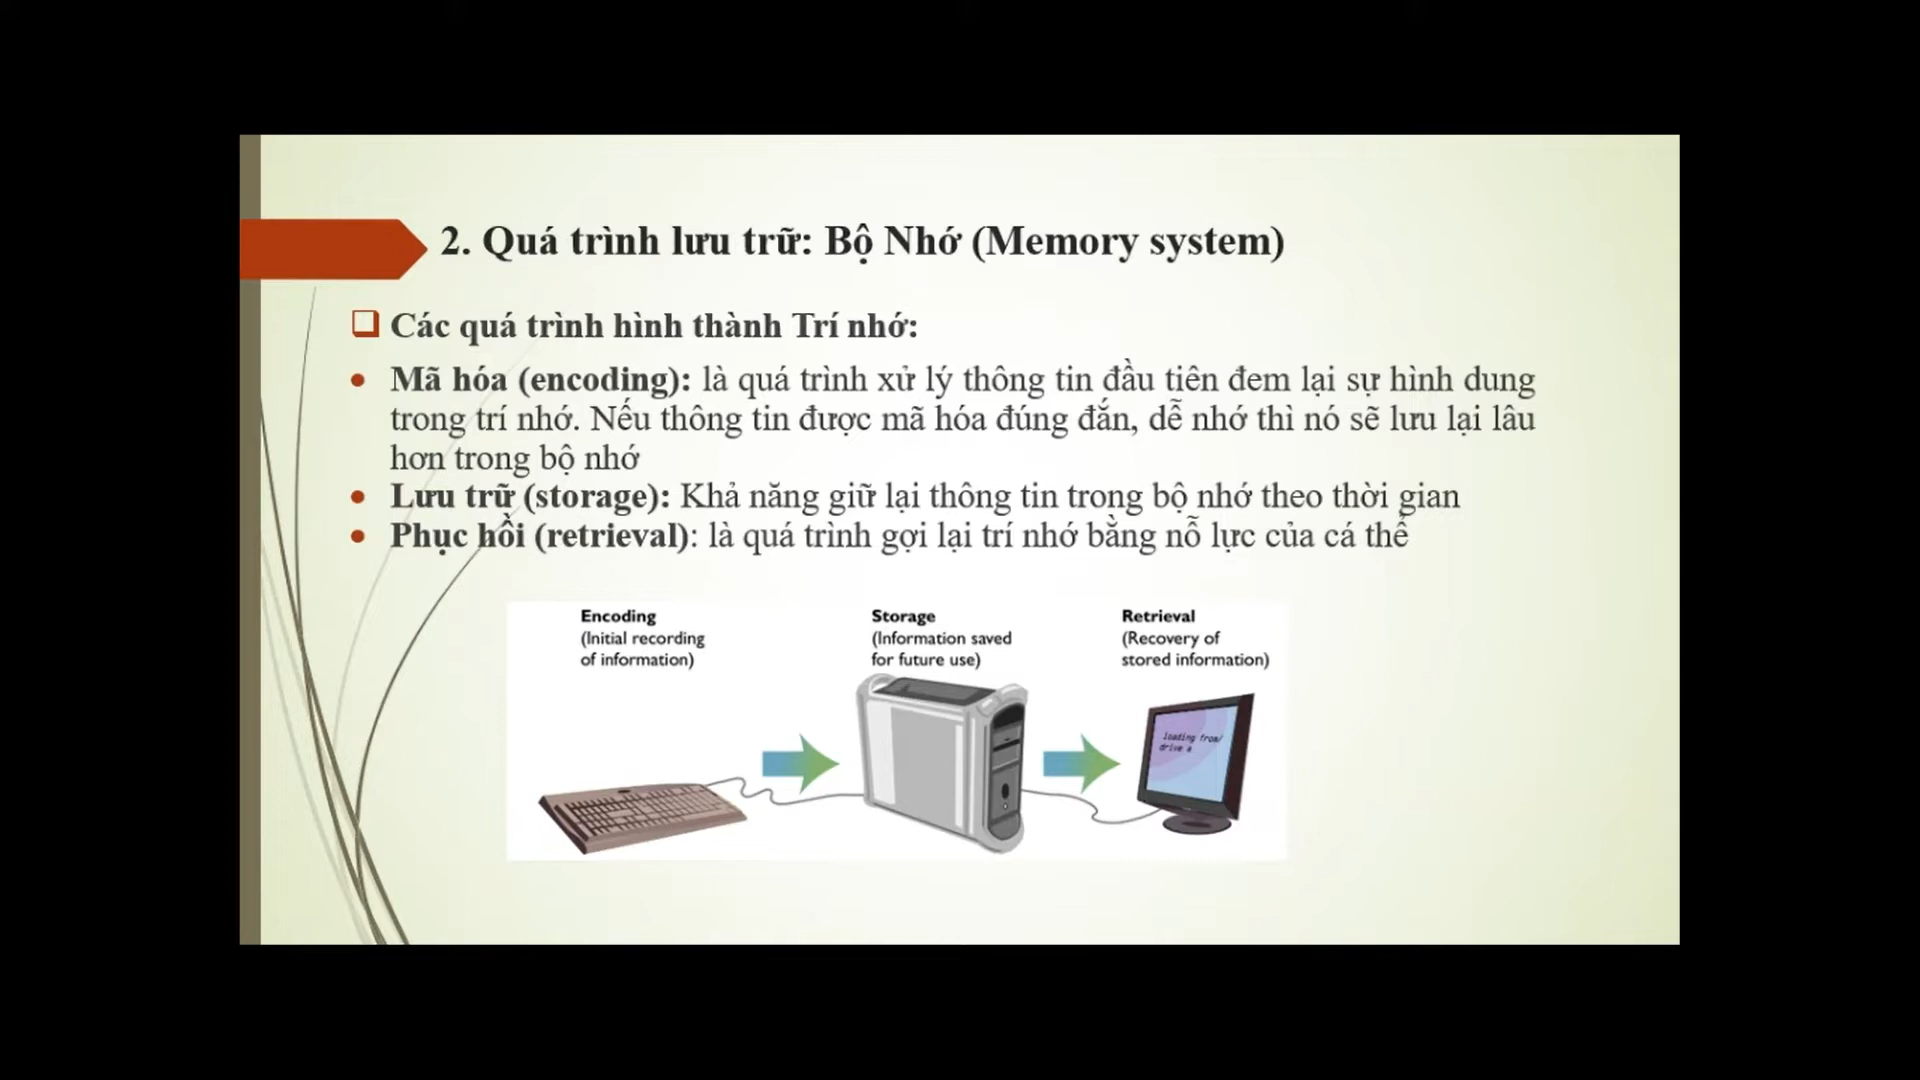 2. Quá trình lưu trữ: Bộ Nhớ (Memory system)
Các quá trình hình thành Trí nhớ:
Mã hóa (encoding): là quá trình xử lý thông tin đầu tiên đem lại sự hình dung
trong trí nhớ. Nếu thông tin được mã hóa đúng đắn, dễ nhớ thì nó sẽ lưu lại lâu
hơn trong bộ nhớ
Lưu trữ (storage): Khả năng giữ lại thông tin trong bộ nhớ theo thời gian
Phục hồi (retrieval): là quá trình gợi lại trí nhớ bằng nỗ lực của cá thể
Encoding
(Initial recording
of information)
Storage
(Information saved
for future use)
Retrieval
(Recovery of
stored information)
loading from/
drive a